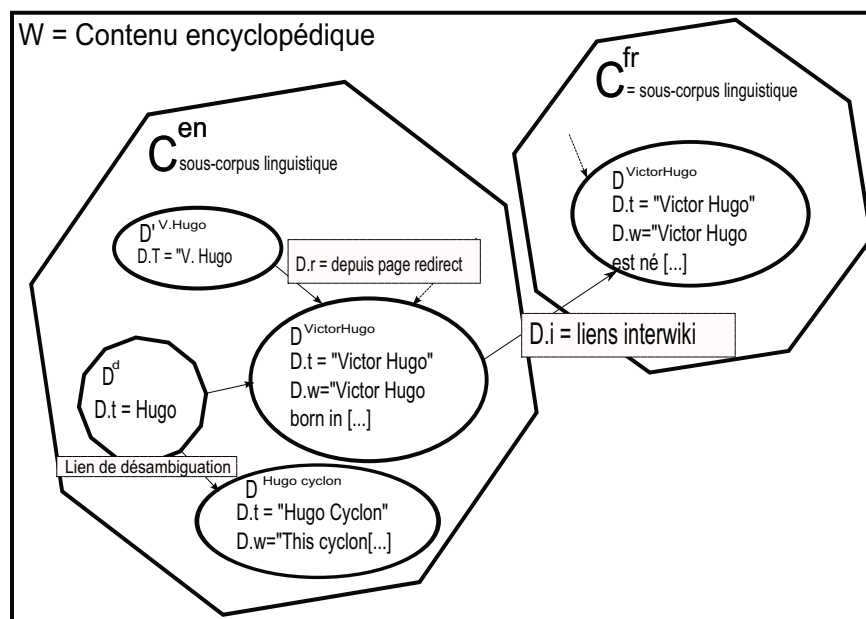 W = Contenu encyclopédique
C en
sous-corpus linguistique
C fr
= sous-corpus linguistique
D VictorHugo
D.t = "Victor Hugo"
D.w="Victor Hugo
est né [...]
D' V.Hugo
D.T = "V. Hugo
D.r = depuis page redirect
D VictorHugo
D.t = "Victor Hugo"
D.w="Victor Hugo
born in [...]
D.i = liens interwiki
D d
D.t = Hugo
Lien de désambiguation
D Hugo cyclon
D.t = "Hugo Cyclon"
D.w="This cyclon[...]